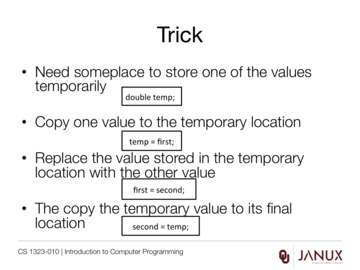 Trick
• Need someplace to store one of the values
temporarily
double temp;
• Copy one value to the temporary location
temp = first;
• Replace the value stored in the temporary
location with the other value
first = second;
• The copy the temporary value to its final
location
second = temp;
CS 1323-010 | Introduction to Computer Programming
JANUX